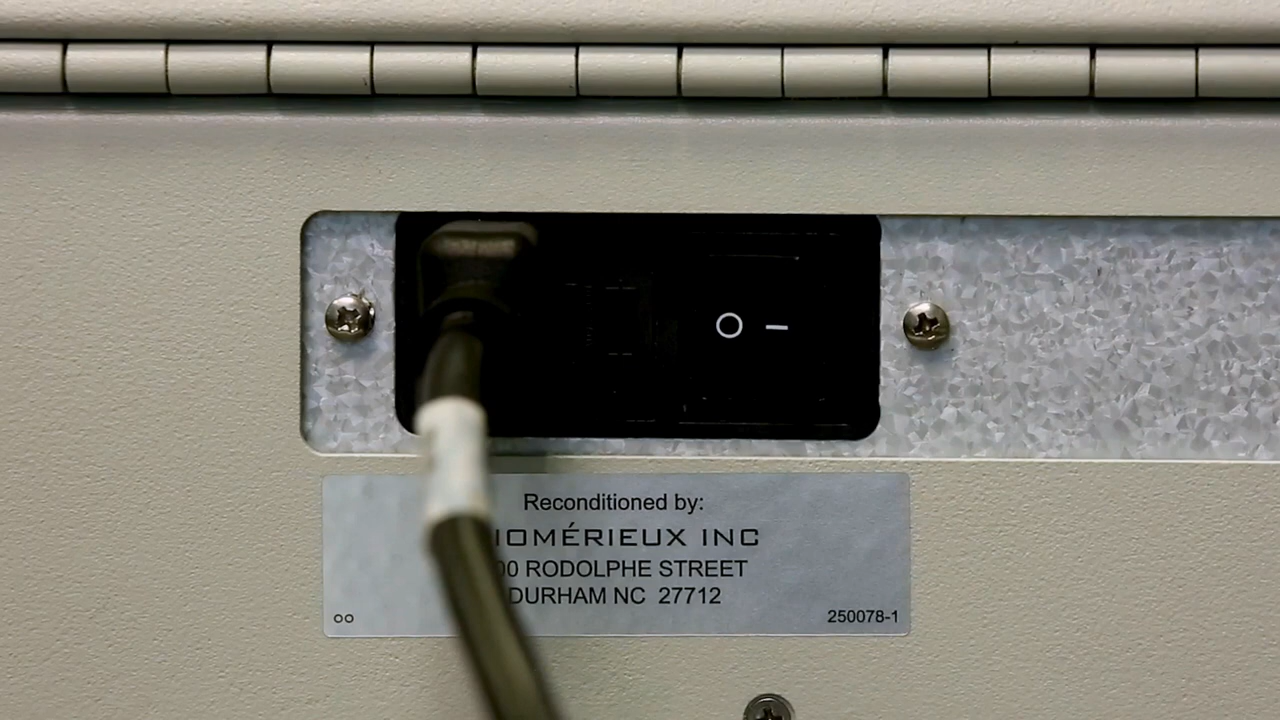 Reconditioned by:
IOMÉRIEUX INC
00 RODOLPHE STREET
DURHAM NC 27712
250078-1